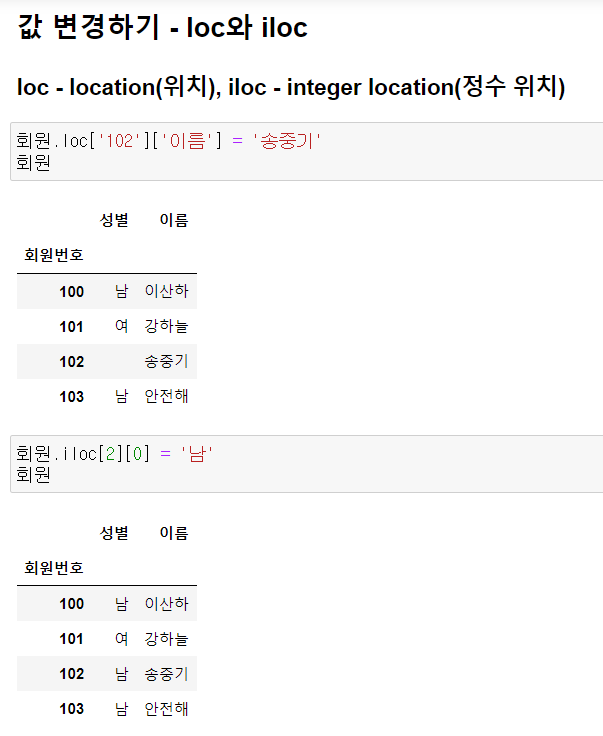 값 변경하기 - loc와 iloc
loc - location(위치), iloc - integer location(정수 위치)
회원.loc['102']['이름'] = '송중기'
회원
성별 이름
회원번호
100 남 이산하
101 여 강하늘
102 송중기
103 남 안전해
회원.iloc[2][0] = '남'
회원
성별 이름
회원번호
100 남 이산하
101 여 강하늘
102 남 송중기
103 남 안전해